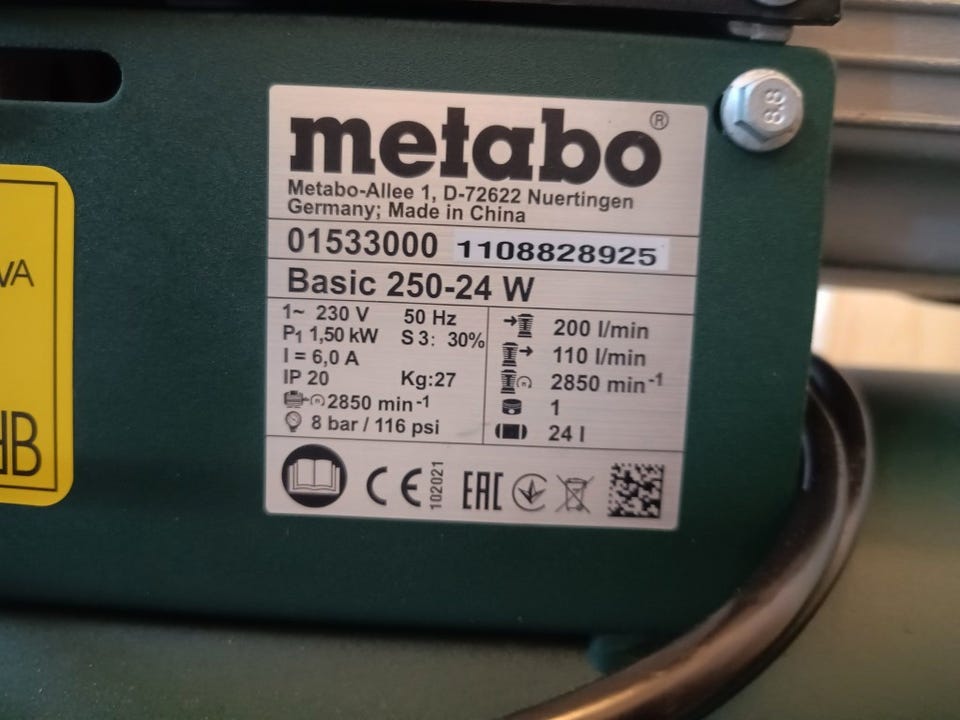 metabo®
Metabo-Allee 1, D-72622 Nuertingen
Germany; Made in China
01533000 1108828925
Basic 250-24 W
1~ 230 V 50 Hz
P1 1,50 kW S 3: 30%
I = 6,0 A
IP 20 Kg:27
2850 min-1
8 bar / 116 psi
200 l/min
110 l/min
2850 min-1
1
24 l
CE 102021 EAC
8.8
VA